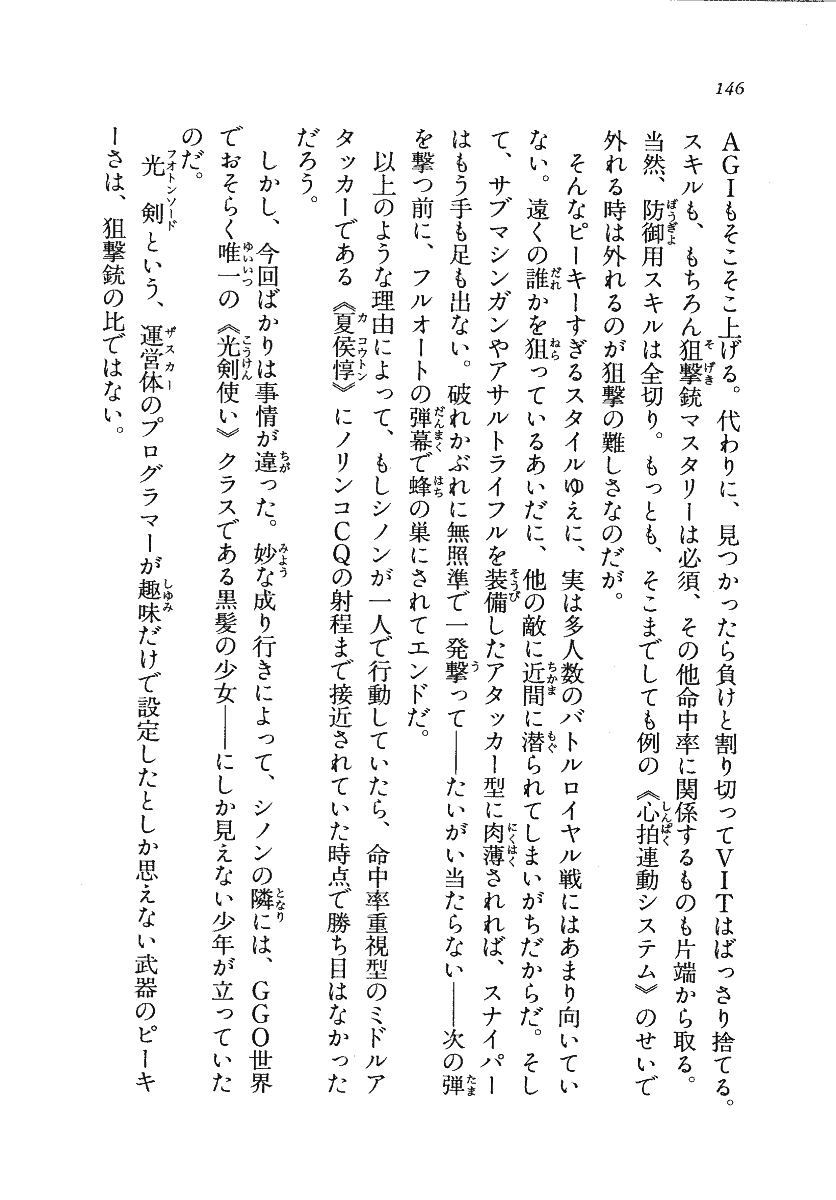 146
AGIもそこそこ上げる。代わりに、見つかったら負けと割り切ってVITはばっさり捨てる。
スキルも、もちろん狙撃銃マスタリーは必須、その他命中率に関係するものも片端から取る。
当然、防御用スキルは全切り。もっとも、そこまでしても例の《心拍連動システム》のせいで
外れる時は外れるのが狙撃の難しさなのだが。
そんなピーキーすぎるスタイルゆえに、実は多人数のバトルロイヤル戦にはあまり向いてい
ない。遠くの誰かを狙っているあいだに、他の敵に近間に潜られてしまいがちだからだ。そし
て、サブマシンガンやアサルトライフルを装備したアタッカー型に肉薄されれば、スナイパー
はもう手も足も出ない。破れかぶれに無照準で一発撃って――たいがい当たらない――次の弾
を撃つ前に、フルオートの弾幕で蜂の巣にされてエンドだ。
以上のような理由によって、もしシノンが一人で行動していたら、命中率重視型のミドルア
タッカーである《夏侯惇》にノリンコCQの射程まで接近されていた時点で勝ち目はなかった
だろう。
しかし、今回ばかりは事情が違った。妙な成り行きによって、シノンの隣には、GGO世界
でおそらく唯一の《光剣使い》クラスである黒髪の少女――にしか見えない少年が立っていた
のだ。
光剣という、運営体のプログラマーが趣味だけで設定したとしか思えない武器のピーキ
ーさは、狙撃銃の比ではない。